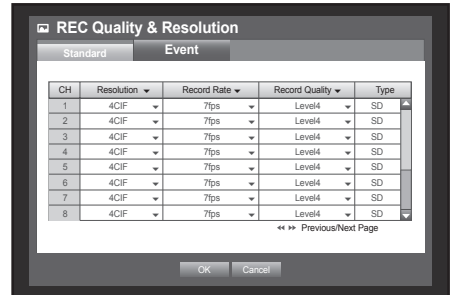 REC Quality & Resolution
Standard Event
CH Resolution Record Rate Record Quality Type
1 4CIF 7fps Level4 SD
2 4CIF 7fps Level4 SD
3 4CIF 7fps Level4 SD
4 4CIF 7fps Level4 SD
5 4CIF 7fps Level4 SD
6 4CIF 7fps Level4 SD
7 4CIF 7fps Level4 SD
8 4CIF 7fps Level4 SD
Previous/Next Page
OK Cancel